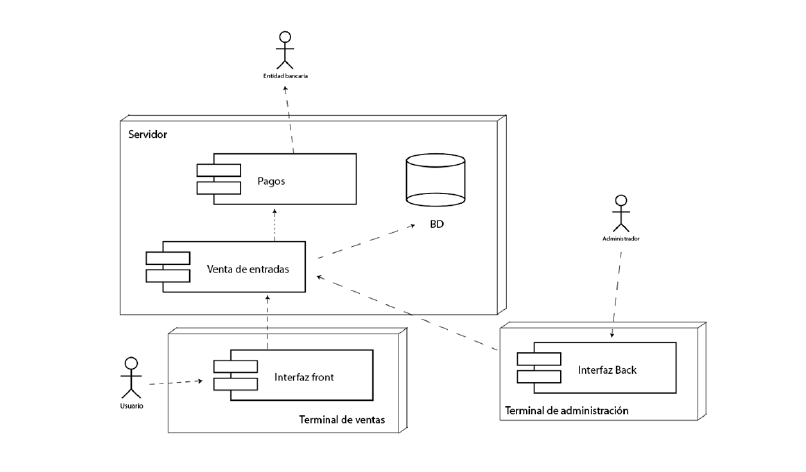 Entidad bancaria
Servidor
Pagos
BD
Administrador
Venta de entradas
Interfaz front
Interfaz Back
Usuario
Terminal de ventas
Terminal de administración